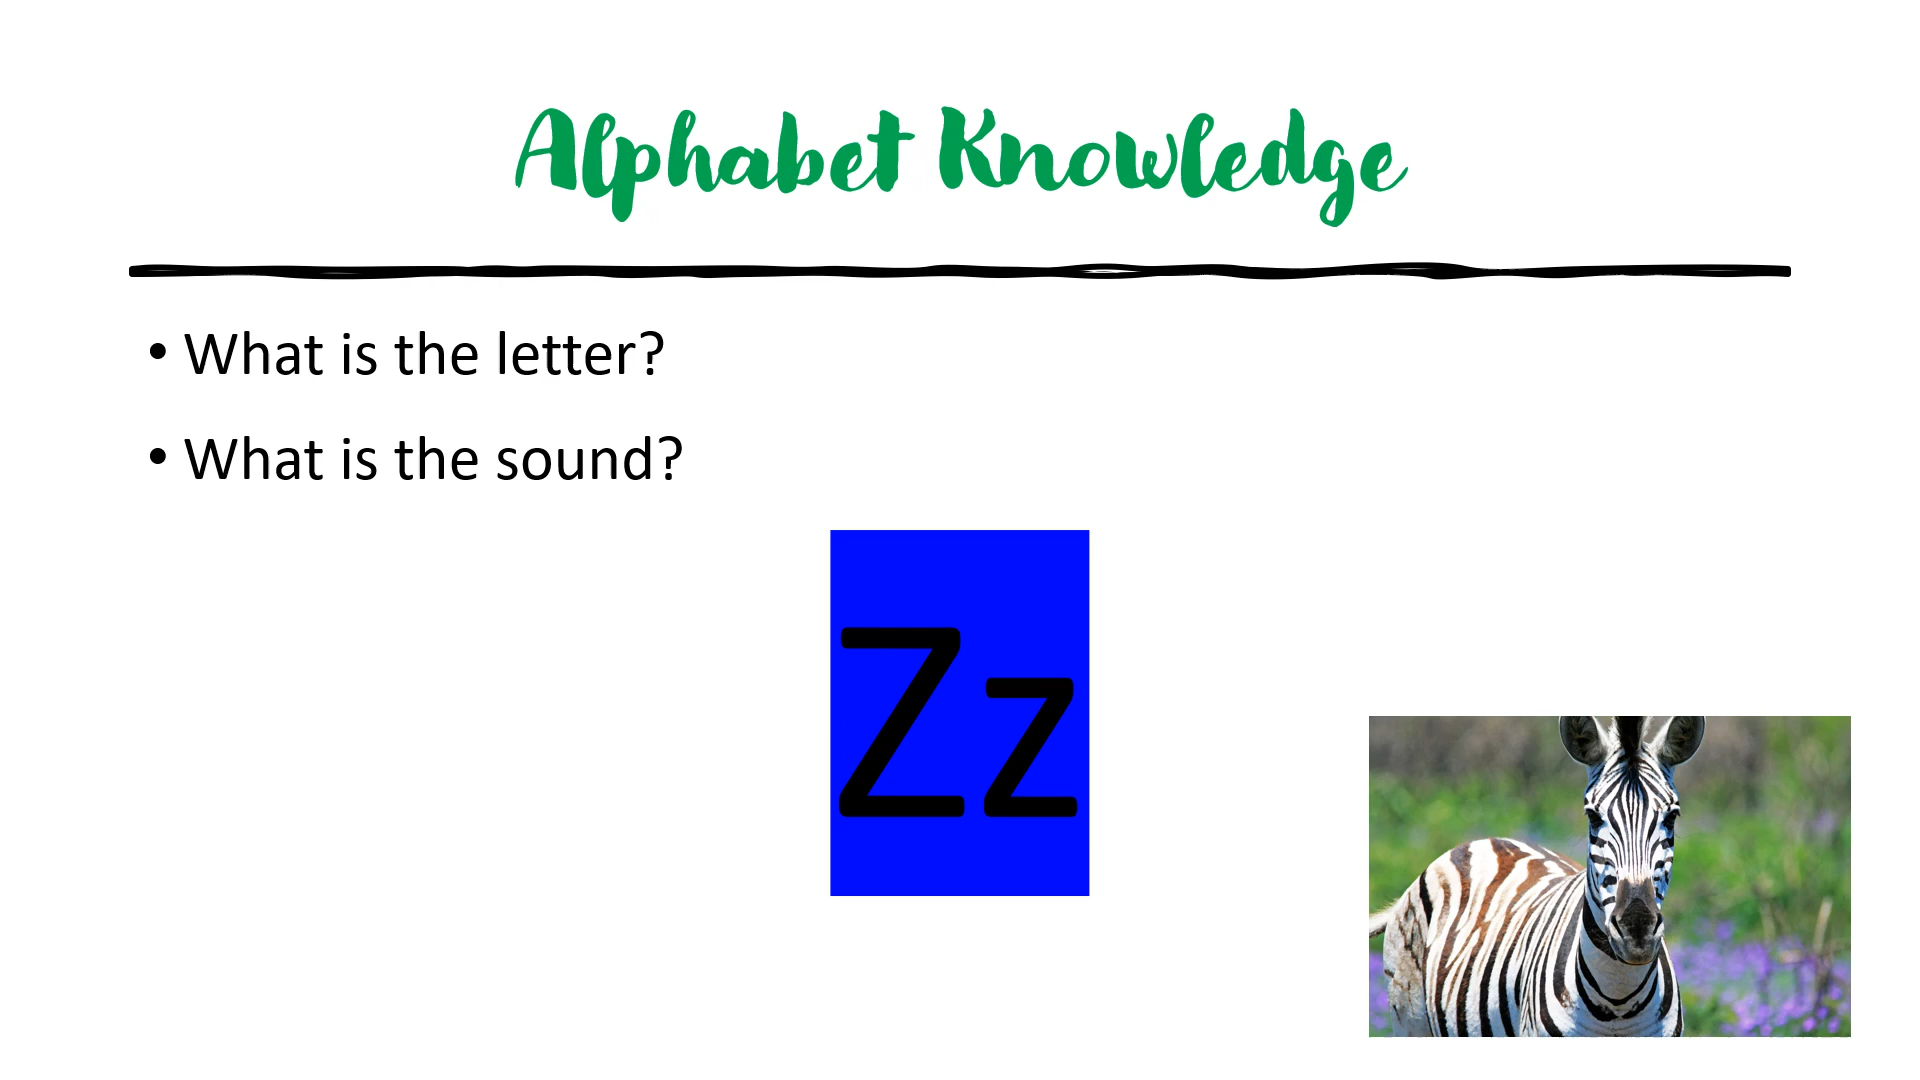 Alphabet Knowledge
• What is the letter?
• What is the sound?
Zz